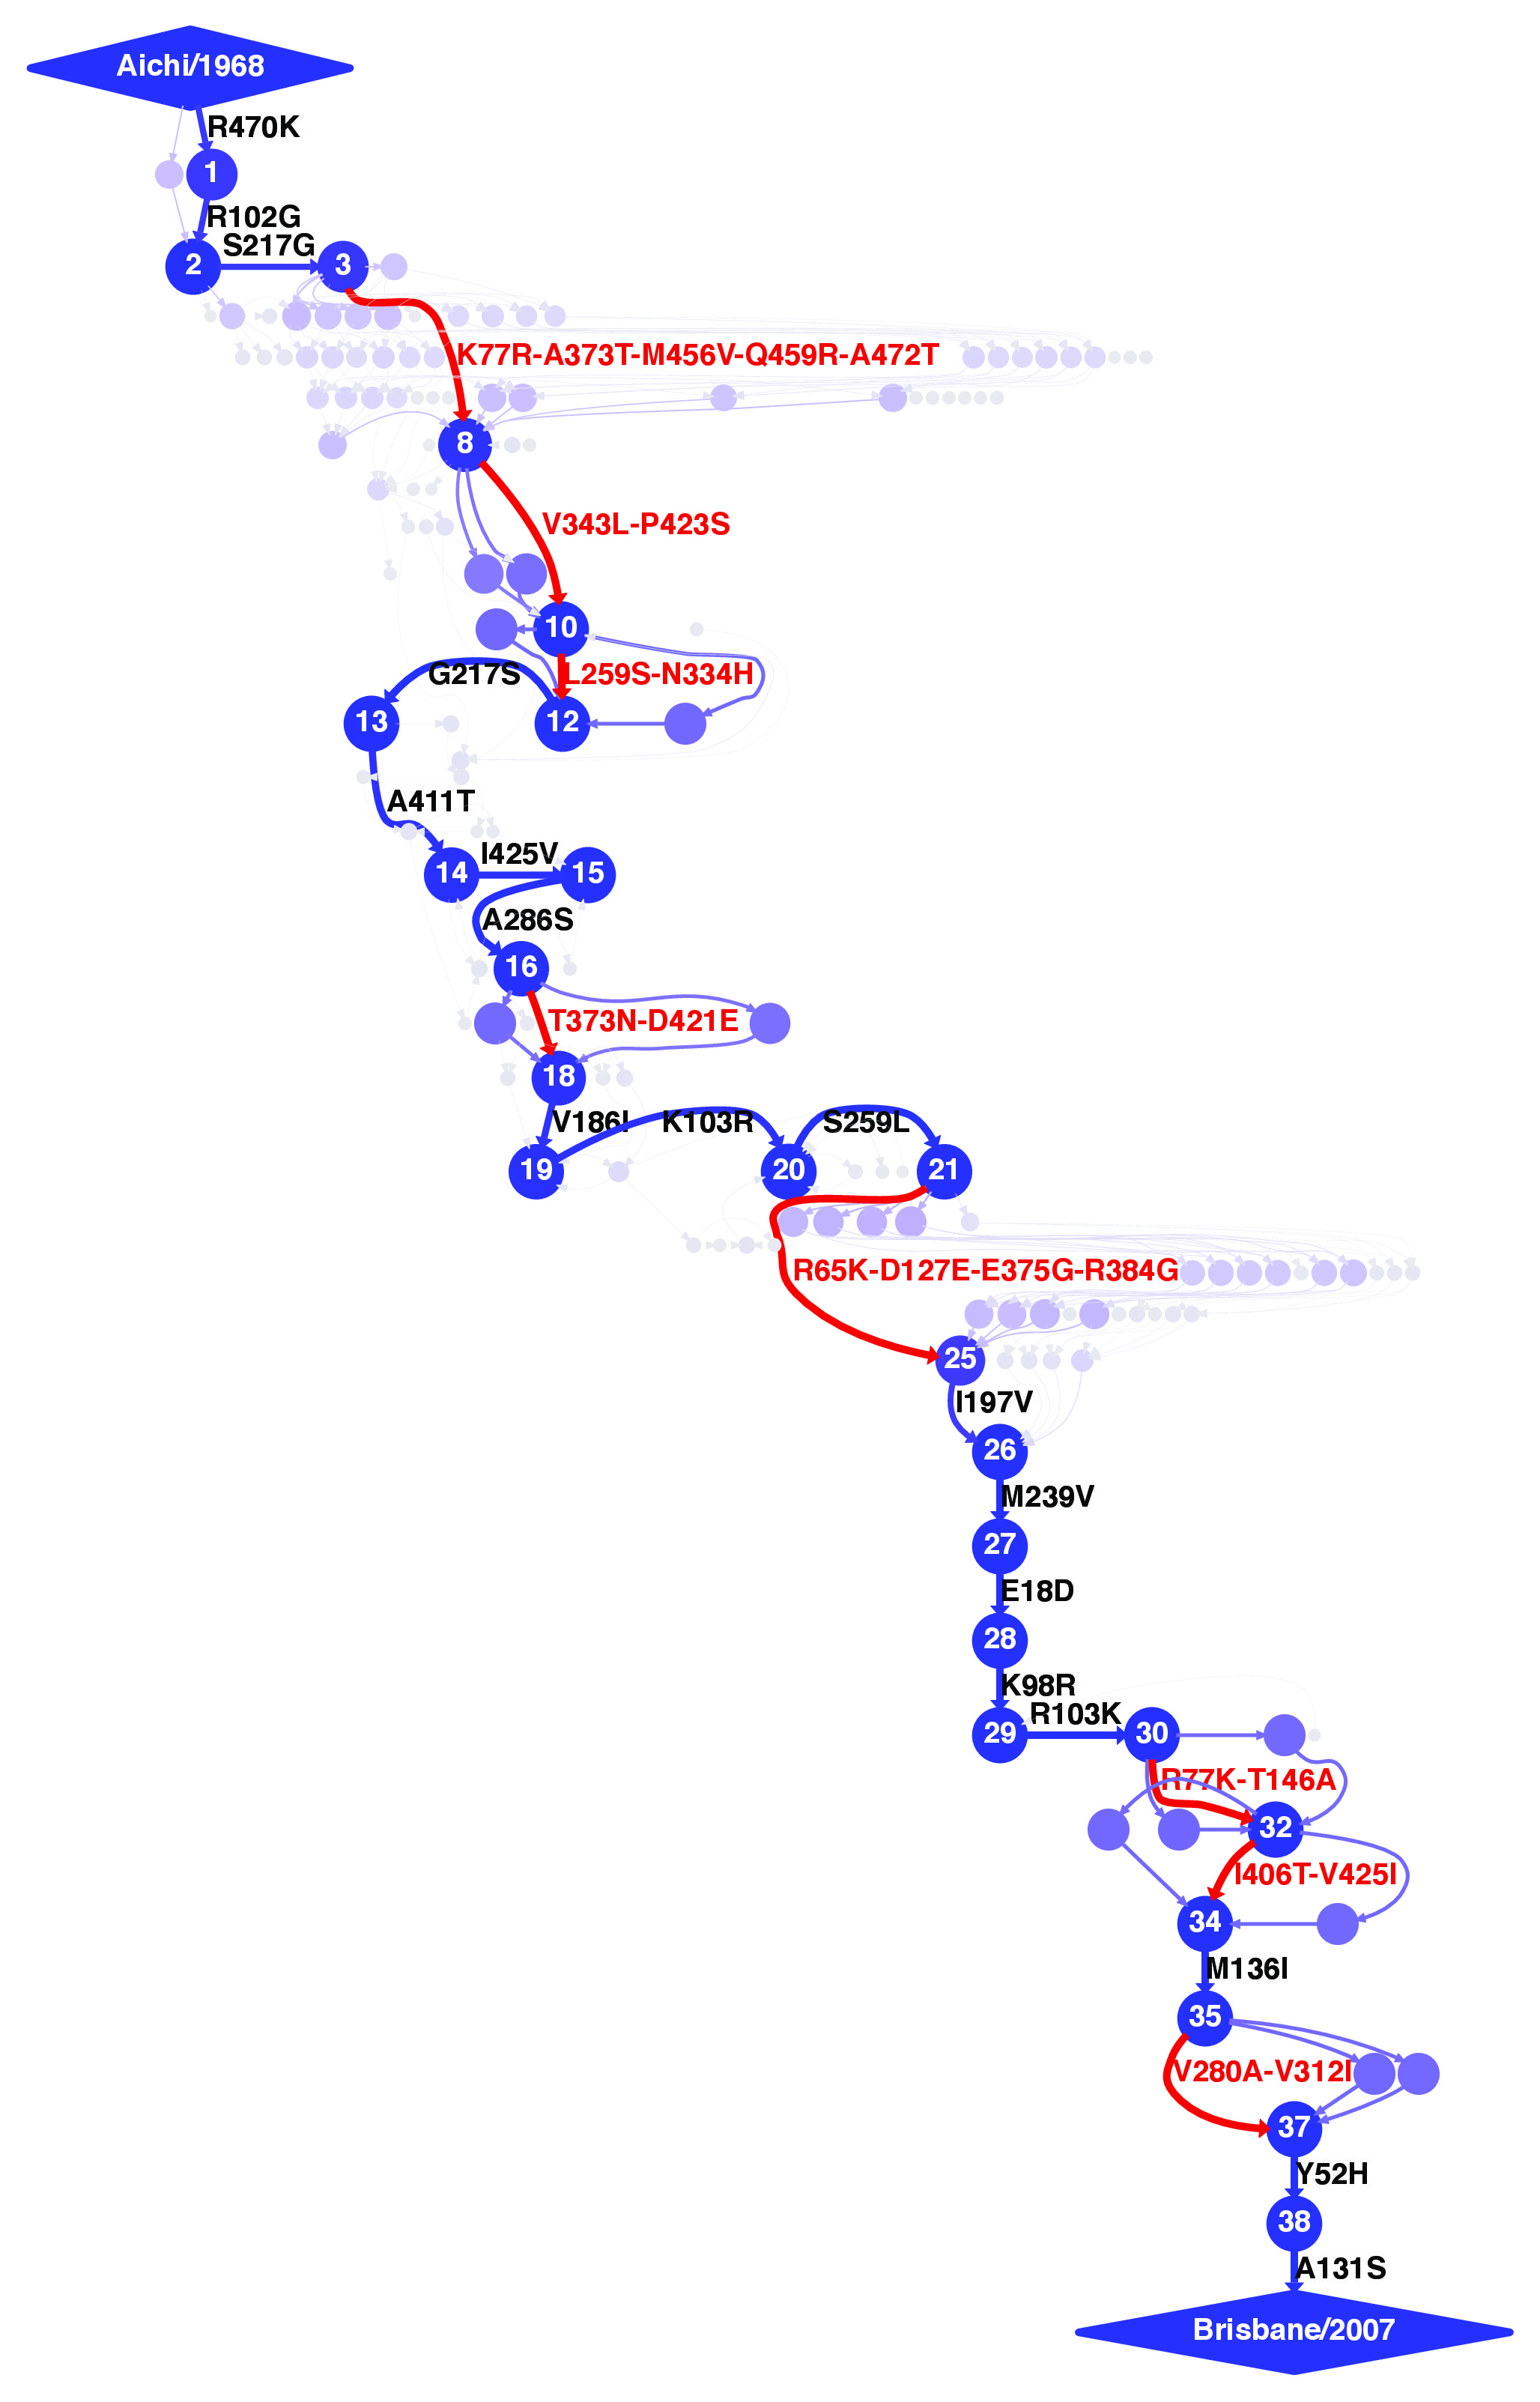 Aichi/1968
R470K
1
R102G
S217G
2
3
K77R-A373T-M456V-Q459R-A472T
8
V343L-P423S
10
G217S
L259S-N334H
13
12
A411T
I425V
14
15
A286S
16
T373N-D421E
18
V186I
K103R
S259L
19
20
21
R65K-D127E-E375G-R384G
25
I197V
26
M239V
27
E18D
28
K98R
R103K
29
30
R77K-T146A
32
I406T-V425I
34
M136I
35
V280A-V312I
37
Y52H
38
A131S
Brisbane/2007